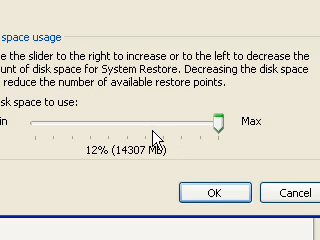 space usage
e the slider to the right to increase or to the left to decrease the
unt of disk space for System Restore. Decreasing the disk space
reduce the number of available restore points.
sk space to use:
in Max
12% (14307 Mb)
OK Cancel